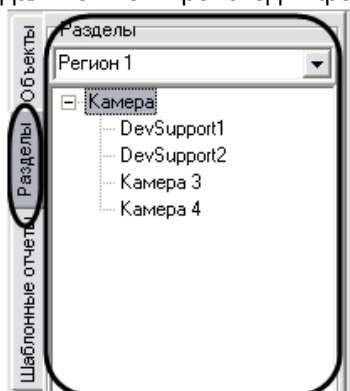 Разделы
Регион 1
Камера
DevSupport1
DevSupport2
Камера 3
Камера 4
Объекты
Разделы
Шаблонные отчеты